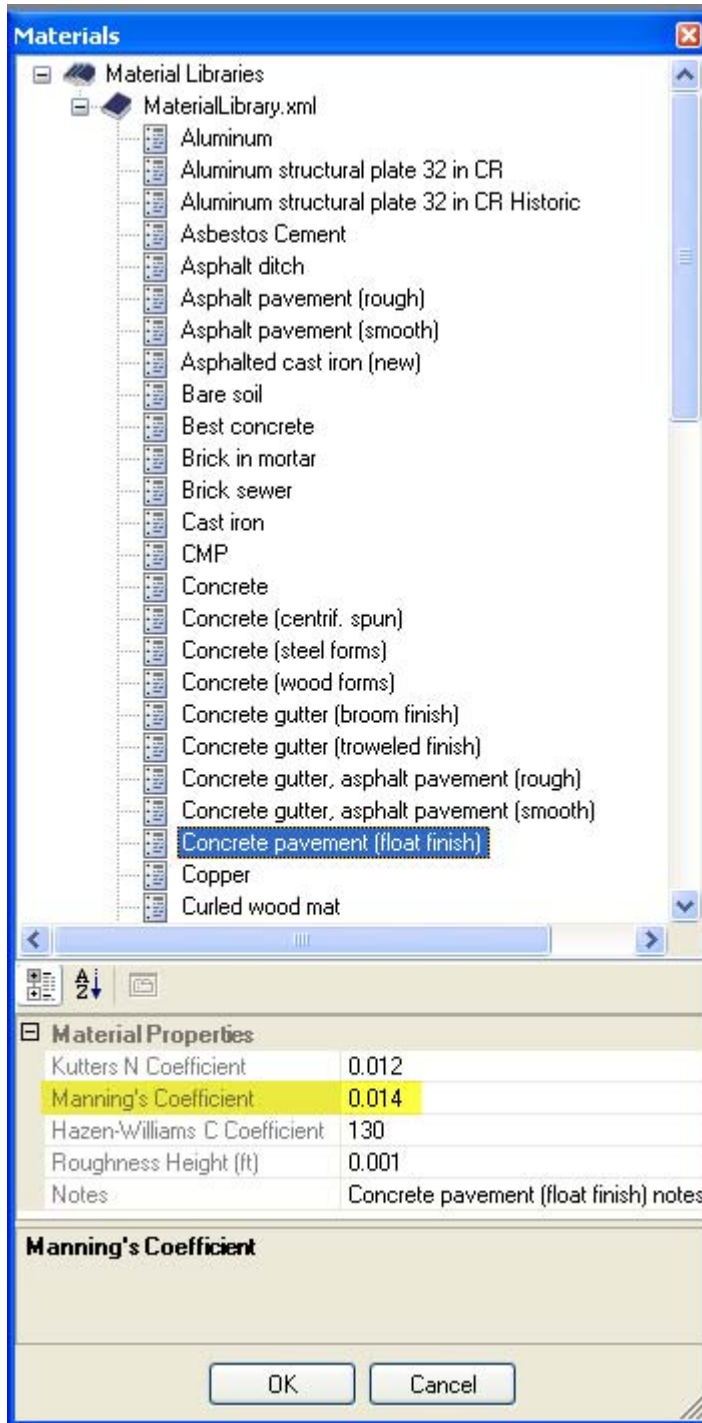 Materials
Material Libraries
MaterialLibrary.xml
Aluminum
Aluminum structural plate 32 in CR
Aluminum structural plate 32 in CR Historic
Asbestos Cement
Asphalt ditch
Asphalt pavement (rough)
Asphalt pavement (smooth)
Asphalted cast iron (new)
Bare soil
Best concrete
Brick in mortar
Brick sewer
Cast iron
CMP
Concrete
Concrete (centrif. spun)
Concrete (steel forms)
Concrete (wood forms)
Concrete gutter (broom finish)
Concrete gutter (troweled finish)
Concrete gutter, asphalt pavement (rough)
Concrete gutter, asphalt pavement (smooth)
Concrete pavement (float finish)
Copper
Curled wood mat
A Z
Material Properties
Kutters N Coefficient 0.012
Manning's Coefficient 0.014
Hazen-Williams C Coefficient 130
Roughness Height (ft) 0.001
Notes Concrete pavement (float finish) notes
Manning's Coefficient
OK Cancel